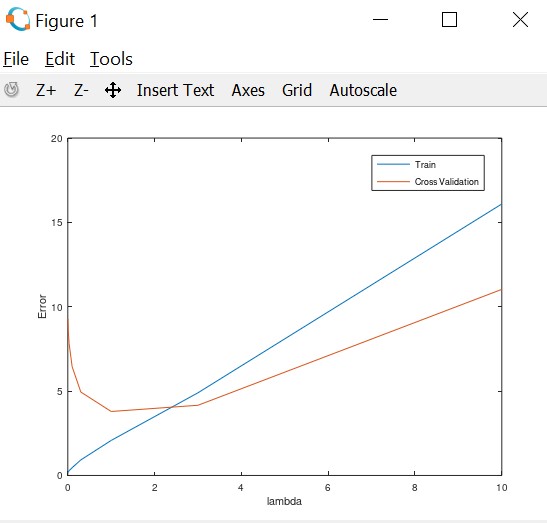 Figure 1
File Edit Tools
Z+ Z- Insert Text Axes Grid Autoscale
20
Train
Cross Validation
15
10
Error
5
0
0 2 4 6 8 10
lambda